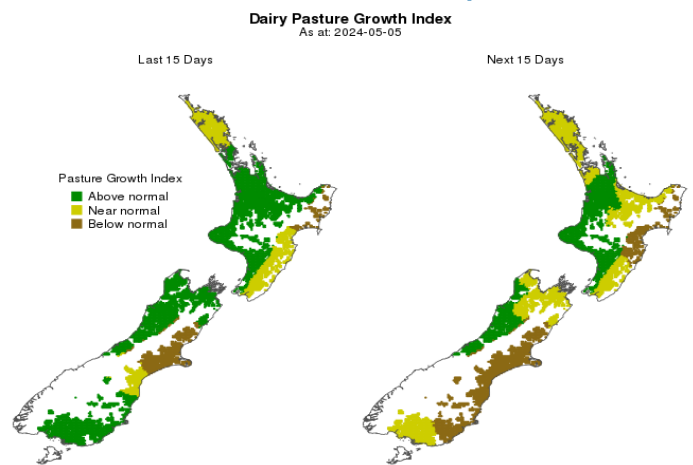 Dairy Pasture Growth Index
As at: 2024-05-05
Last 15 Days
Next 15 Days
Pasture Growth Index
Above normal
Near normal
Below normal